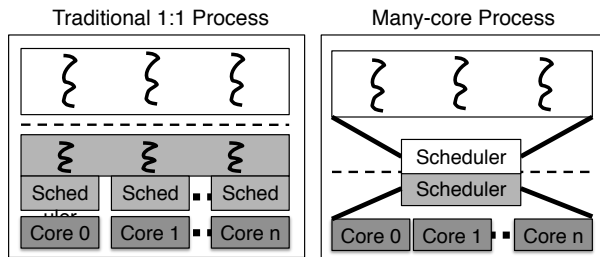 Traditional 1:1 Process
Many-core Process
Sched
uler
Sched
Sched
Core 0
Core 1
Core n
Scheduler
Scheduler
Core 0
Core 1
Core n